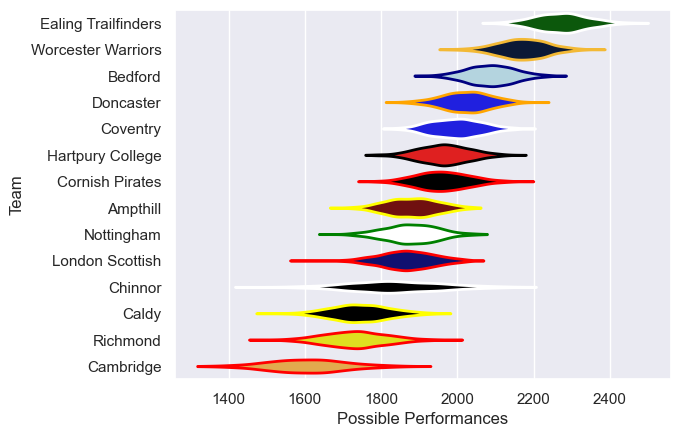 Ealing Trailfinders
Worcester Warriors
Bedford
Doncaster
Coventry
Hartpury College
Cornish Pirates
Ampthill
Nottingham
London Scottish
Chinnor
Caldy
Richmond
Cambridge
Team
1400 1600 1800 2000 2200 2400
Possible Performances